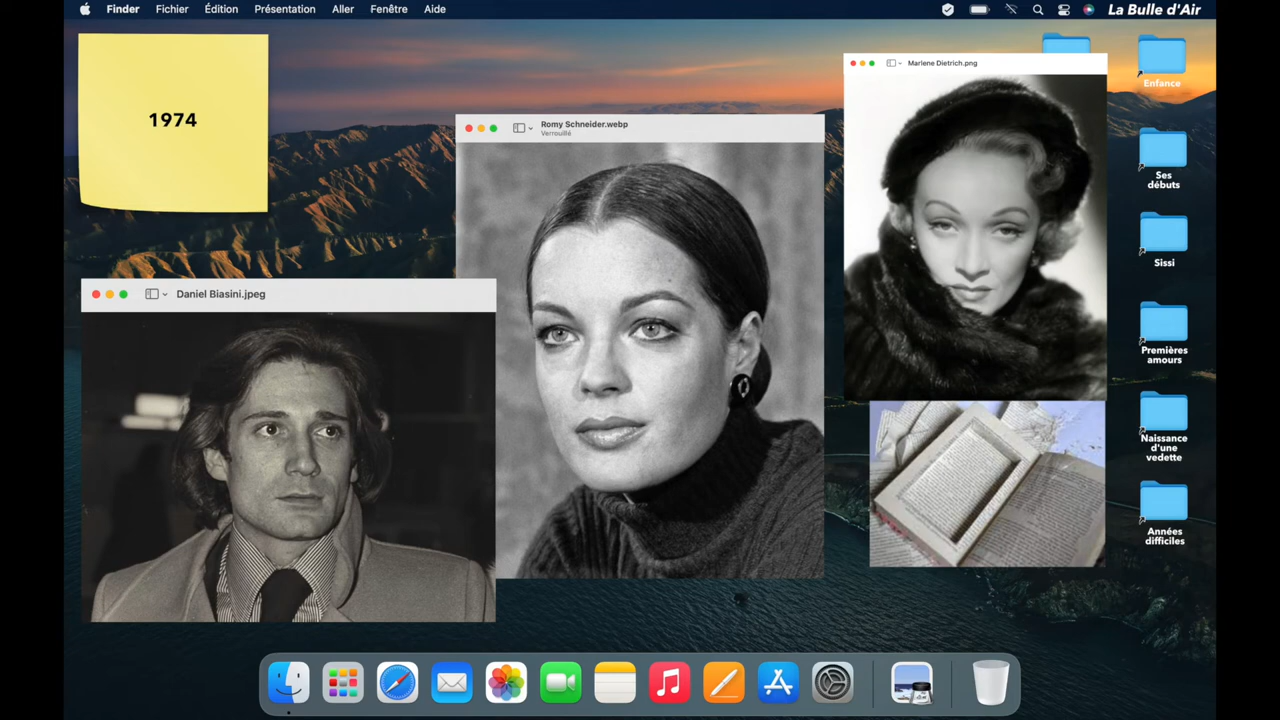 Finder Fichier Édition Présentation Aller Fenêtre Aide
La Bulle d'Air
1974
Daniel Biasini.jpeg
Romy Schneider.webp
Verrouillé
Marlene Dietrich.png
Enfance
Ses
débuts
Sissi
Premières
amours
Naissance
d'une
vedette
Années
difficiles